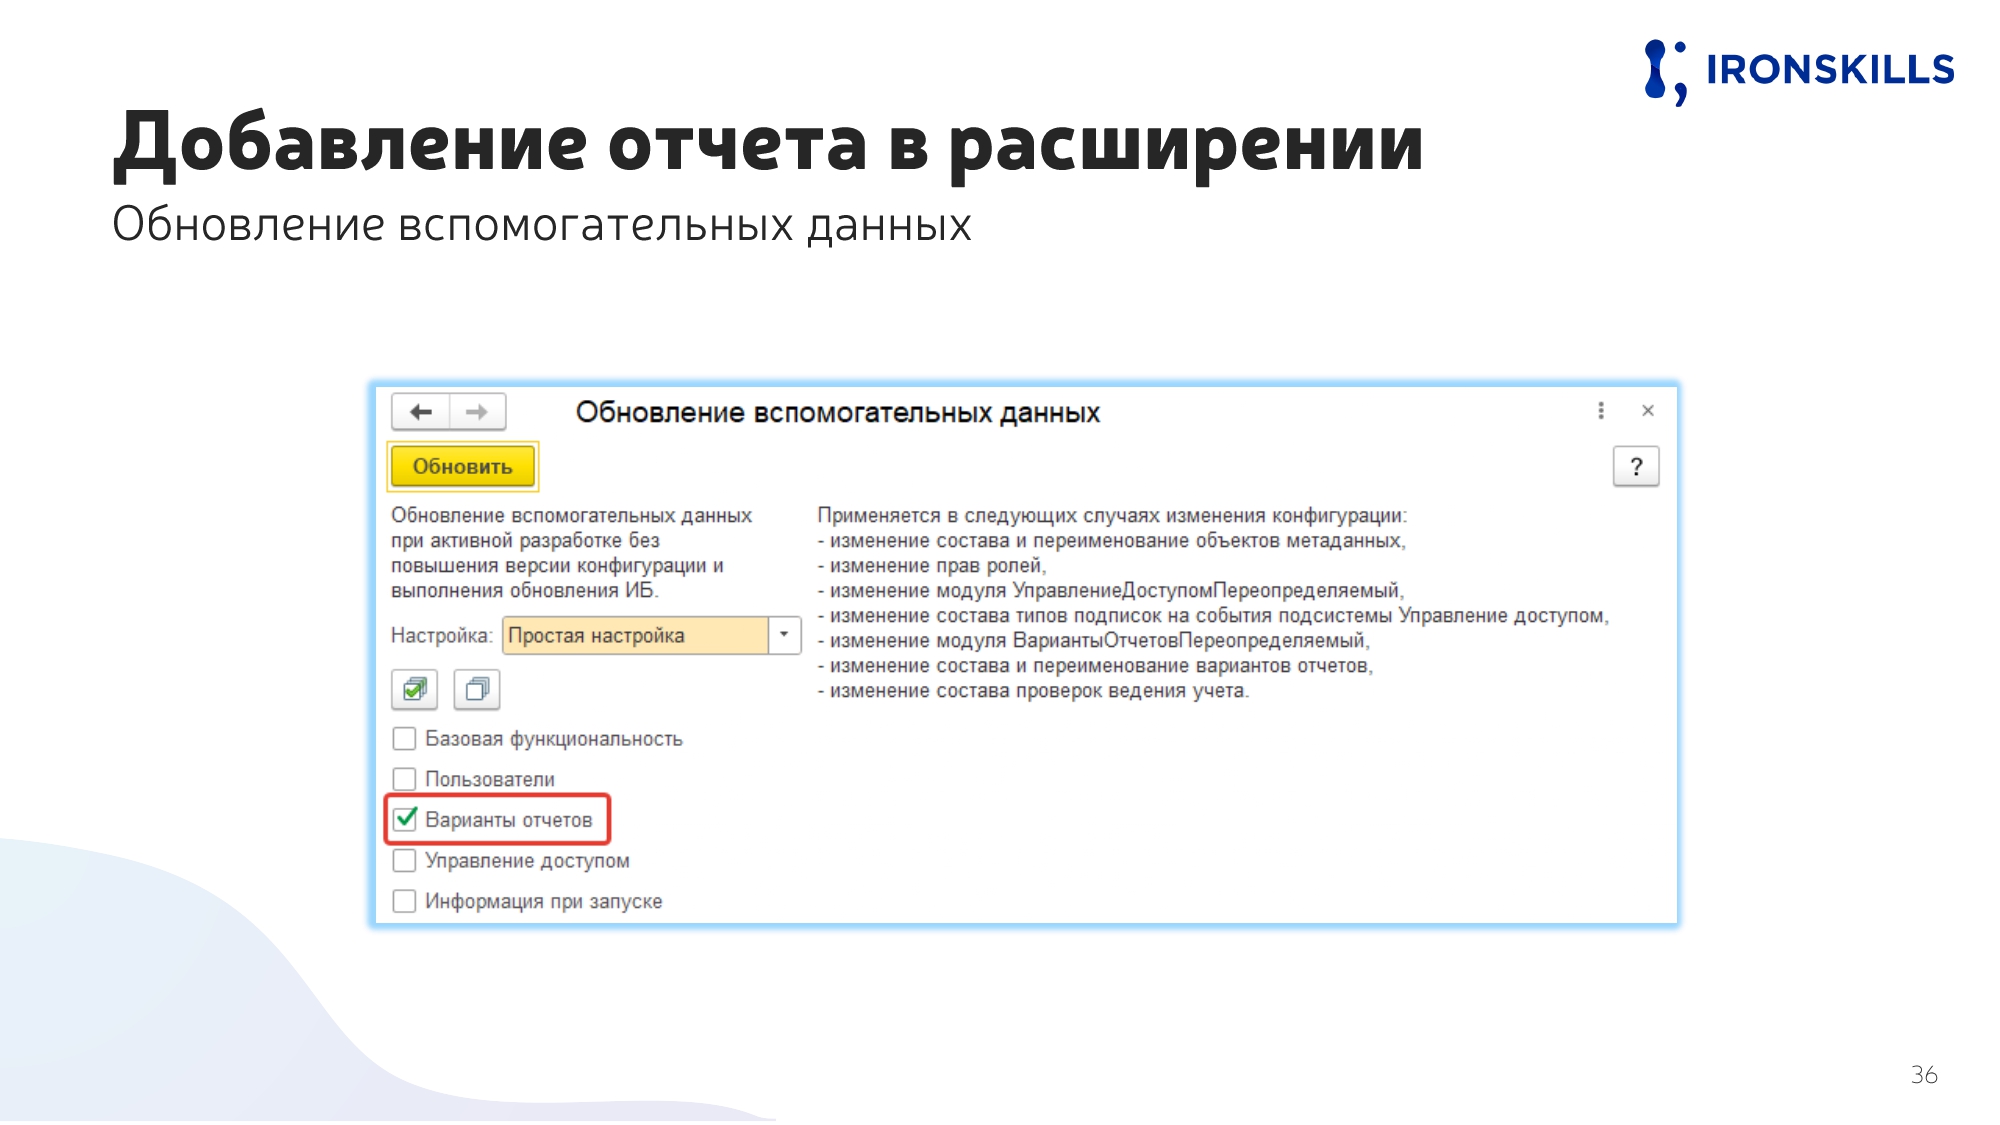 IRONSKILLS
Добавление отчета в расширении
Обновление вспомогательных данных
Обновление вспомогательных данных
Обновить
?
Обновление вспомогательных данных
при активной разработке без
повышения версии конфигурации и
выполнения обновления ИБ.
Настройка: Простая настройка
Применяется в следующих случаях изменения конфигурации:
- изменение состава и переименование объектов метаданных,
- изменение прав ролей,
- изменение модуля УправлениеДоступомПереопределяемый,
- изменение состава типов подписок на события подсистемы Управление доступом,
- изменение модуля ВариантыОтчетовПереопределяемый,
- изменение состава и переименование вариантов отчетов,
- изменение состава проверок ведения учета.
Базовая функциональность
Пользователи
Варианты отчетов
Управление доступом
Информация при запуске
36